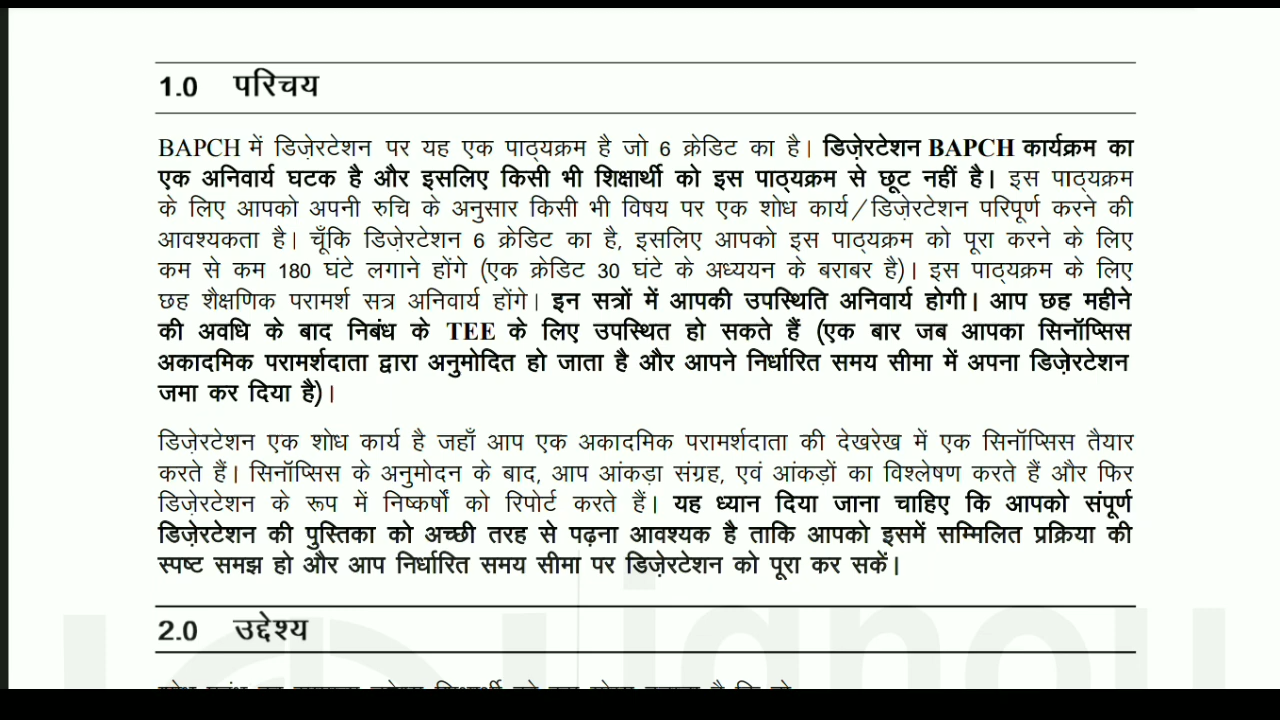 1.0 परिचय
BAPCH में डिज़ेरटेशन पर यह एक पाठ्यक्रम है जो 6 क्रेडिट का है। डिज़ेरटेशन BAPCH कार्यक्रम का
एक अनिवार्य घटक है और इसलिए किसी भी शिक्षार्थी को इस पाठ्यक्रम से छूट नहीं है। इस पाठ्यक्रम
के लिए आपको अपनी रुचि के अनुसार किसी भी विषय पर एक शोध कार्य/डिज़ेरटेशन परिपूर्ण करने की
आवश्यकता है। चूँकि डिज़ेरटेशन 6 क्रेडिट का है, इसलिए आपको इस पाठ्यक्रम को पूरा करने के लिए
कम से कम 180 घंटे लगाने होंगे (एक क्रेडिट 30 घंटे के अध्ययन के बराबर है)। इस पाठ्यक्रम के लिए
छह शैक्षणिक परामर्श सत्र अनिवार्य होंगे। इन सत्रों में आपकी उपस्थिति अनिवार्य होगी। आप छह महीने
की अवधि के बाद निबंध के TEE के लिए उपस्थित हो सकते हैं (एक बार जब आपका सिनॉप्सिस
अकादमिक परामर्शदाता द्वारा अनुमोदित हो जाता है और आपने निर्धारित समय सीमा में अपना डिज़ेरटेशन
जमा कर दिया है)।
डिज़ेरटेशन एक शोध कार्य है जहाँ आप एक अकादमिक परामर्शदाता की देखरेख में एक सिनॉप्सिस तैयार
करते हैं। सिनॉप्सिस के अनुमोदन के बाद, आप आंकड़ा संग्रह, एवं आंकड़ों का विश्लेषण करते हैं और फिर
डिज़ेरटेशन के रूप में निष्कर्षों को रिपोर्ट करते हैं। यह ध्यान दिया जाना चाहिए कि आपको संपूर्ण
डिज़ेरटेशन की पुस्तिका को अच्छी तरह से पढ़ना आवश्यक है ताकि आपको इसमें सम्मिलित प्रक्रिया की
स्पष्ट समझ हो और आप निर्धारित समय सीमा पर डिज़ेरटेशन को पूरा कर सकें।
2.0 उद्देश्य